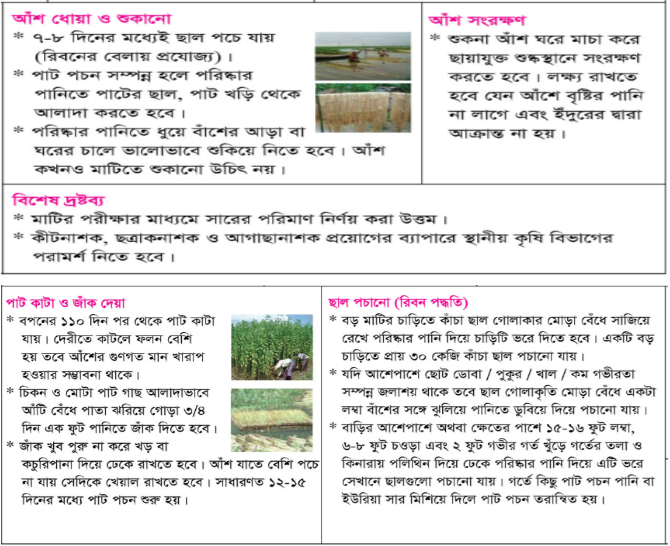 আঁশ ধোয়া ও শুকানো
* ৭-৮ দিনের মধ্যেই ছাল পচে যায়
(রিবনের বেলায় প্রযোজ্য)।
* পাট পচন সম্পন্ন হলে পরিষ্কার
পানিতে পাটের ছাল, পাট খড়ি থেকে
আলাদা করতে হবে।
* পরিষ্কার পানিতে ধুয়ে বাঁশের আড়া বা
ঘরের চালে ভালোভাবে শুকিয়ে নিতে হবে। আঁশ
কখনও মাটিতে শুকানো উচিৎ নয়।
আঁশ সংরক্ষণ
* শুকনা আঁশ ঘরে মাচা করে
ছায়াযুক্ত শুষ্কস্থানে সংরক্ষণ
করতে হবে। লক্ষ্য রাখতে
হবে যেন আঁশে বৃষ্টির পানি
না লাগে এবং ইঁদুরের দ্বারা
আক্রান্ত না হয়।
বিশেষ দ্রষ্টব্য
* মাটির পরীক্ষার মাধ্যমে সারের পরিমাণ নির্ণয় করা উত্তম।
* কীটনাশক, ছত্রাকনাশক ও আগাছানাশক প্রয়োগের ব্যাপারে স্থানীয় কৃষি বিভাগের
পরামর্শ নিতে হবে।
পাট কাটা ও জাঁক দেয়া
* বপনের ১১০ দিন পর থেকে পাট কাটা
যায়। দেরীতে কাটলে ফলন বেশি
হয় তবে আঁশের গুণগত মান খারাপ
হওয়ার সম্ভাবনা থাকে।
* চিকন ও মোটা পাট গাছ আলাদাভাবে
আঁটি বেঁধে পাতা ঝরিয়ে গোড়া ৩/৪
দিন এক ফুট পানিতে জাঁক দিতে হবে।
* জাঁক খুব পুরু না করে খড় বা
কচুরিপানা দিয়ে ঢেকে রাখতে হবে। আঁশ যাতে বেশি পচে
না যায় সেদিকে খেয়াল রাখতে হবে। সাধারণত ১২-১৫
দিনের মধ্যে পাট পচন শুরু হয়।
ছাল পচানো (রিবন পদ্ধতি)
* বড় মাটির চাড়িতে কাঁচা ছাল গোলাকার মোড়া বেঁধে সাজিয়ে
রেখে পরিষ্কার পানি দিয়ে চাড়িটি ভরে দিতে হবে। একটি বড়
চাড়িতে প্রায় ৩০ কেজি কাঁচা ছাল পচানো যায়।
* যদি আশেপাশে ছোট ডোবা / পুকুর / খাল / কম গভীরতা
সম্পন্ন জলাশয় থাকে তবে ছাল গোলাকৃতি মোড়া বেঁধে একটা
লম্বা বাঁশের সঙ্গে ঝুলিয়ে পানিতে ডুবিয়ে দিয়ে পচানো যায়।
* বাড়ির আশেপাশে অথবা ক্ষেতের পাশে ১৫-১৬ ফুট লম্বা,
৬-৮ ফুট চওড়া এবং ২ ফুট গভীর গর্ত খুঁড়ে গর্তের তলা ও
কিনারায় পলিথিন দিয়ে ঢেকে পরিষ্কার পানি দিয়ে এটি ভরে
সেখানে ছালগুলো পচানো যায়। গর্তে কিছু পাট পচন পানি বা
ইউরিয়া সার মিশিয়ে দিলে পাট পচন তরান্বিত হয়।